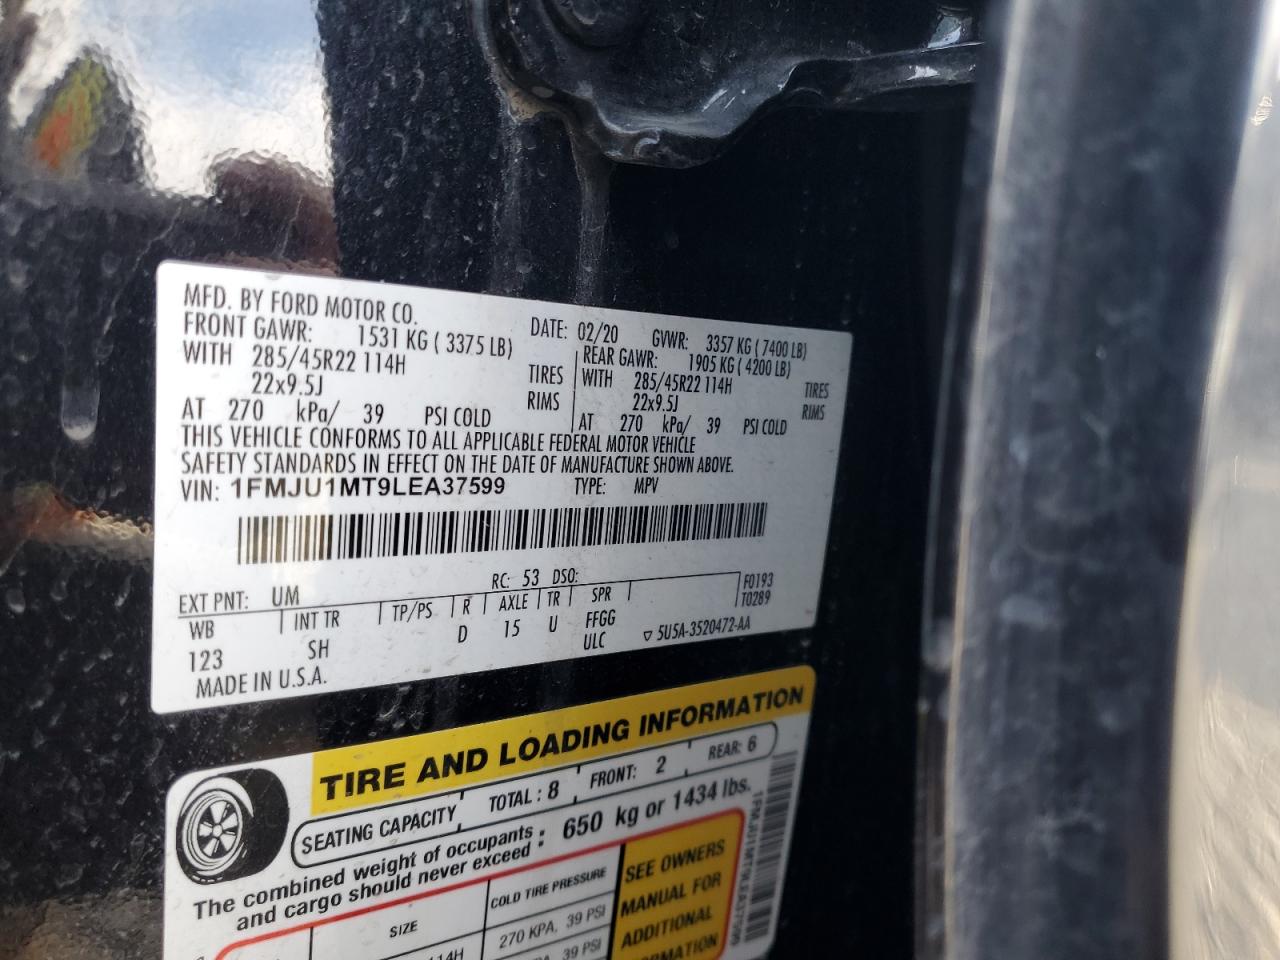 MFD. BY FORD MOTOR CO.
DATE: 02/20 GVWR: 3357 KG ( 7400 LB)
FRONT GAWR: 1531 KG ( 3375 LB) REAR GAWR: 1905 KG ( 4200 LB)
WITH 285/45R22 114H TIRES WITH 285/45R22 114H TIRES
22x9.5J RIMS 22x9.5J RIMS
AT 270 kPa/ 39 PSI COLD AT 270 kPa/ 39 PSI COLD
THIS VEHICLE CONFORMS TO ALL APPLICABLE FEDERAL MOTOR VEHICLE
SAFETY STANDARDS IN EFFECT ON THE DATE OF MANUFACTURE SHOWN ABOVE.
VIN: 1FMJU1MT9LEA37599 TYPE: MPV
EXT PNT: UM RC: 53 DSO: F0193
WB INT TR TP/PS R AXLE TR SPR T0289
123 SH D 15 U FFGG
ULC 5U5A-3520472-AA
MADE IN U.S.A.
TIRE AND LOADING INFORMATION
SEATING CAPACITY TOTAL : 8 FRONT: 2 REAR: 6
The combined weight of occupants : 650 kg or 1434 lbs.
and cargo should never exceed
SIZE COLD TIRE PRESSURE
114H 270 KPA, 39 PSI
39 PSI
SEE OWNERS
MANUAL FOR
ADDITIONAL
1FMJU1MT9LEA37599